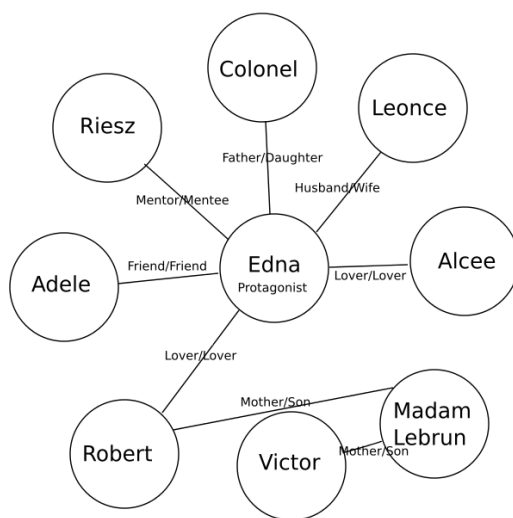 Colonel
Leonce
Riesz
Father/Daughter
Husband/Wife
Mentor/Mentee
Edna
Protagonist
Alcee
Adele
Friend/Friend
Lover/Lover
Lover/Lover
Mother/Son
Madam
Lebrun
Robert
Victor
Mother/Son